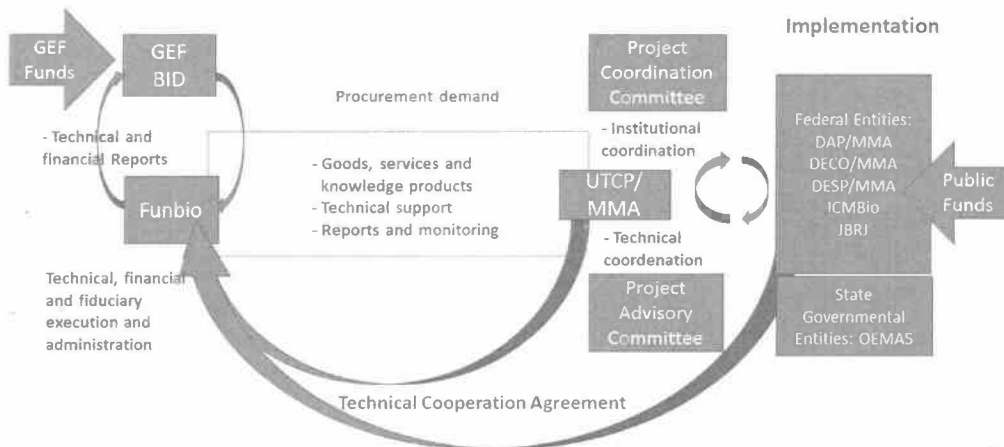 Implementation
GEF
Funds
GEF
BID
Project
Coordination
Committee
Procurement demand
- Technical and
financial Reports
- Institutional
coordination
Federal Entities:
DAP/MMA
DECO/MMA
DESP/MMA
ICMBio
JBRJ
- Goods, services and
knowledge products
- Technical support
- Reports and monitoring
UTCP/
MMA
Public
Funds
Funbio
- Technical
coordenation
Technical, financial
and fiduciary
execution and
administration
Project
Advisory
Committee
State
Governmental
Entities: OEMAS
Technical Cooperation Agreement